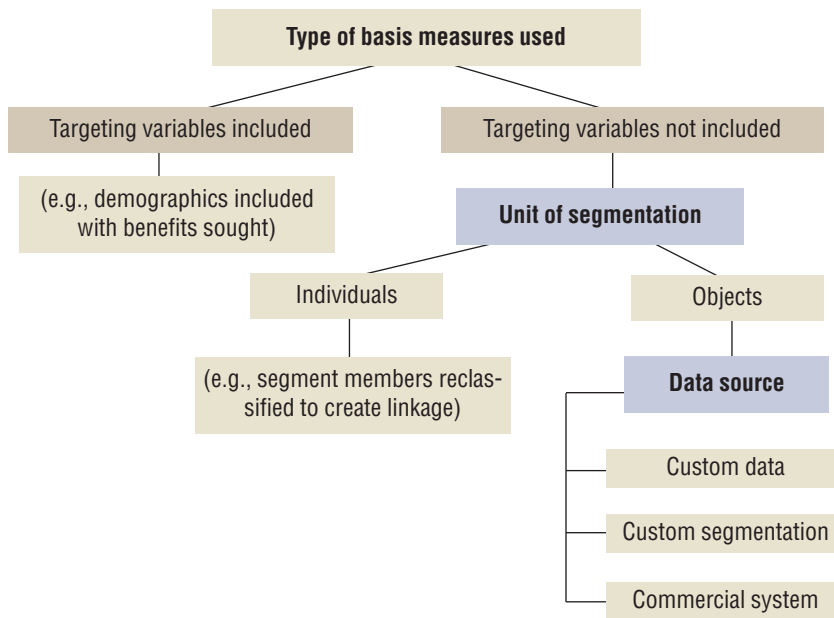 Type of basis measures used
Targeting variables included
Targeting variables not included
(e.g., demographics included
with benefits sought)
Unit of segmentation
Individuals
Objects
(e.g., segment members reclas-
sified to create linkage)
Data source
Custom data
Custom segmentation
Commercial system